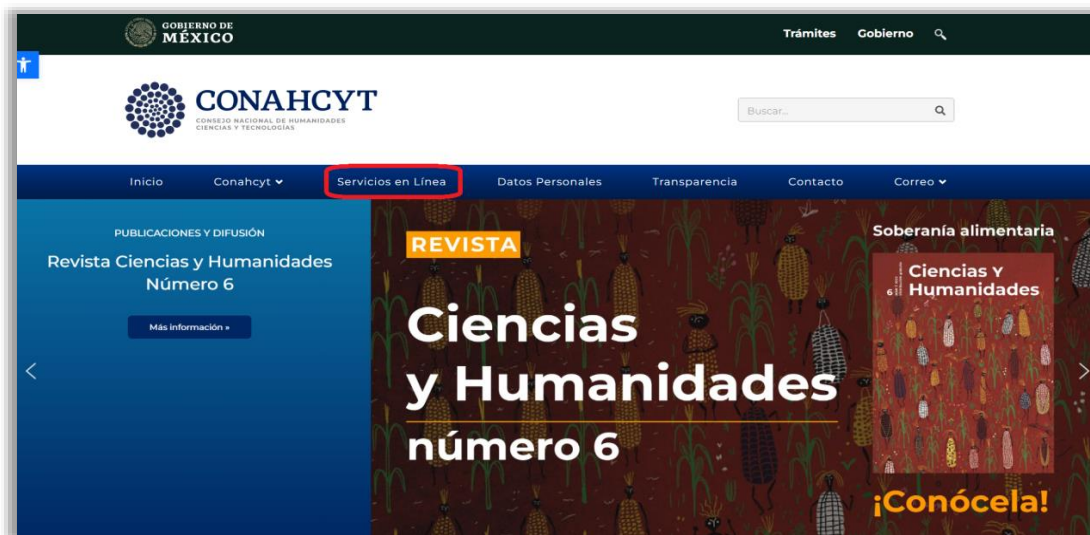 GOBIERNO DE
MÉXICO
Trámites Gobierno
CONAHCYT
CONSEJO NACIONAL DE HUMANIDADES
CIENCIAS Y TECNOLOGÍAS
Buscar...
Inicio Conahcyt Servicios en Línea Datos Personales Transparencia Contacto Correo
PUBLICACIONES Y DIFUSIÓN
Revista Ciencias y Humanidades
Número 6
Más información »
REVISTA
Ciencias
y Humanidades
número 6
Soberanía alimentaria
Ciencias Y
6 Humanidades
¡Conócela!